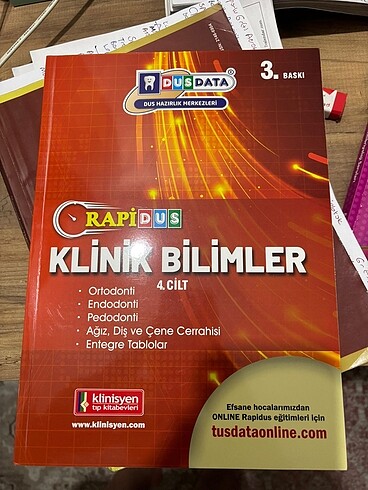 DUSDATA®
DUS HAZIRLIK MERKEZLERİ
3. BASKI
RAPİDUS
KLİNİK BİLİMLER
4. CİLT
· Ortodonti
· Endodonti
· Pedodonti
· Ağız, Diş ve Çene Cerrahisi
· Entegre Tablolar
klinisyen
tıp kitabevleri
www.klinisyen.com
Efsane hocalarımızdan
ONLINE Rapidus eğitimleri için
tusdataonline.com